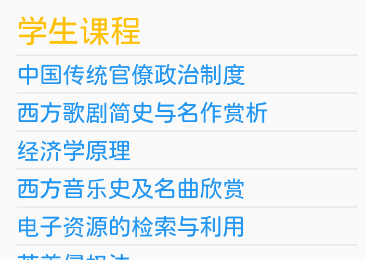 学生课程
中国传统官僚政治制度
西方歌剧简史与名作赏析
经济学原理
西方音乐史及名曲欣赏
电子资源的检索与利用